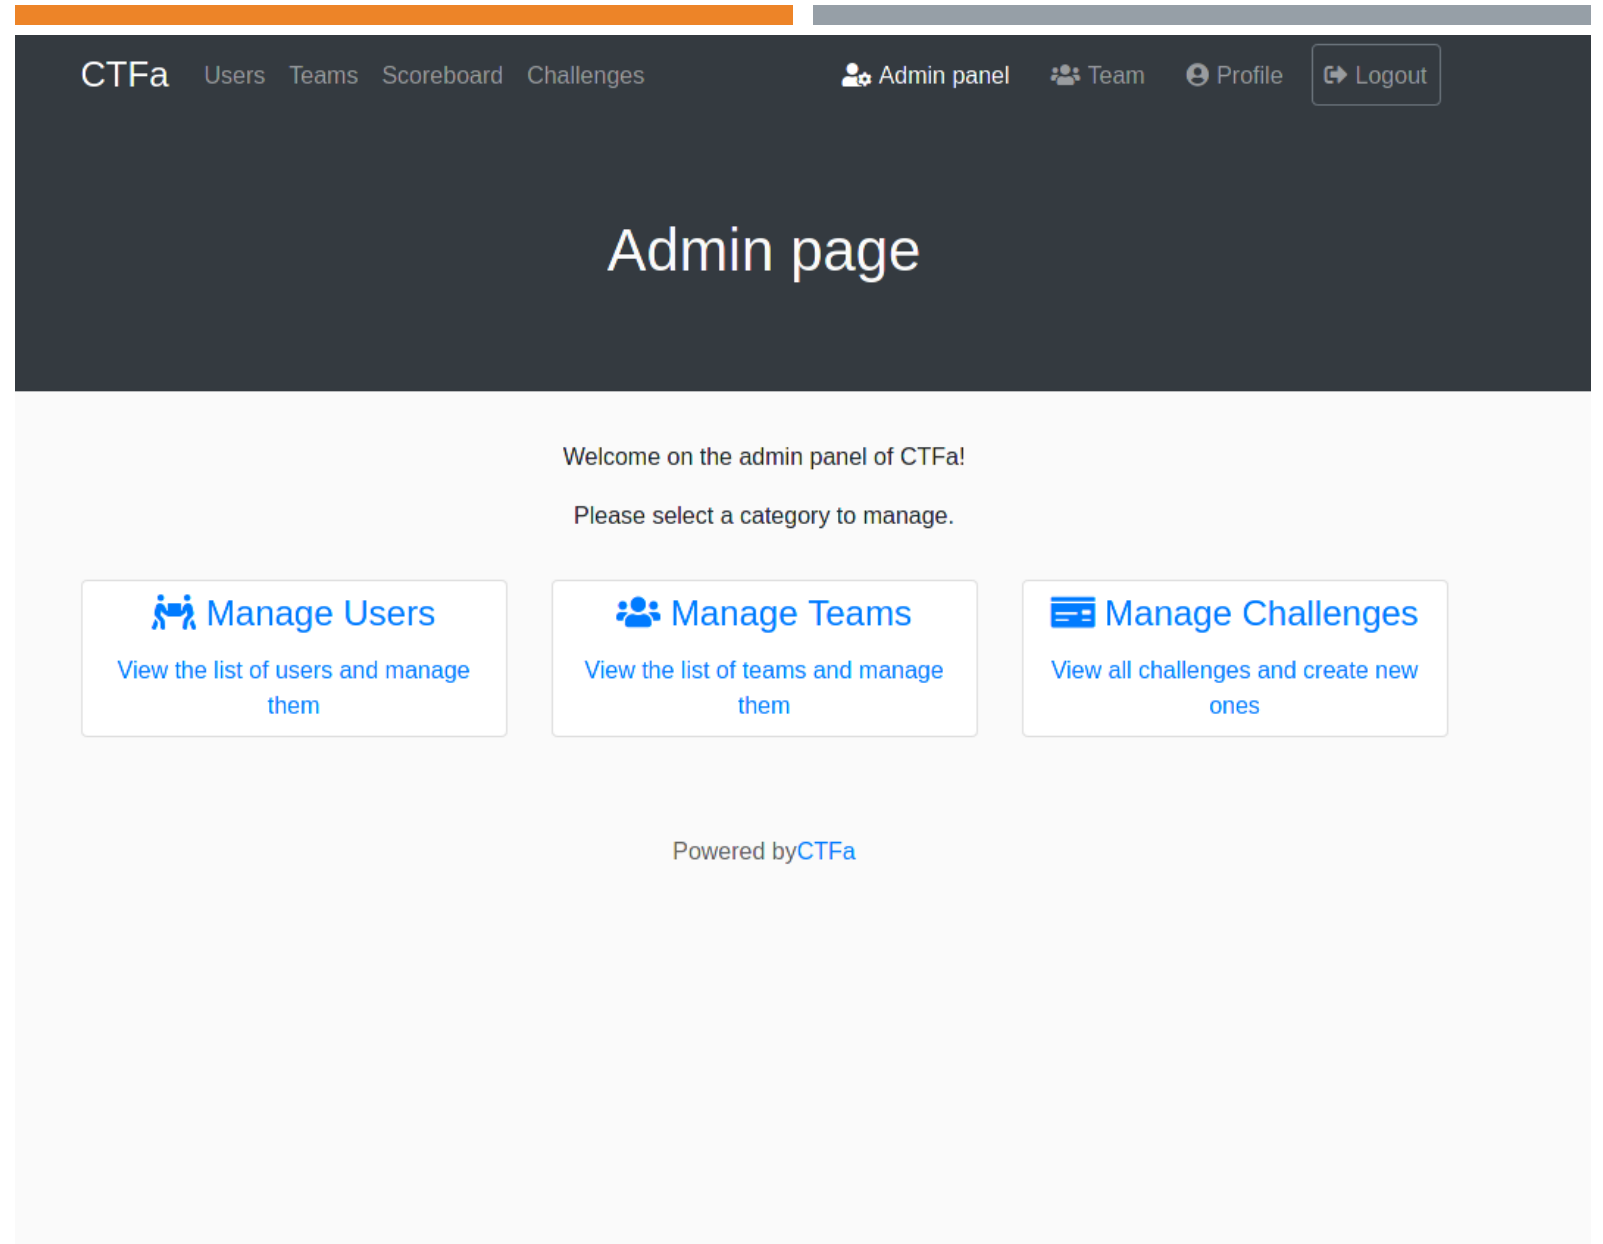 CTFa Users Teams Scoreboard Challenges Admin panel Team Profile Logout
Admin page
Welcome on the admin panel of CTFa!
Please select a category to manage.
Manage Users
View the list of users and manage
them
Manage Teams
View the list of teams and manage
them
Manage Challenges
View all challenges and create new
ones
Powered byCTFa